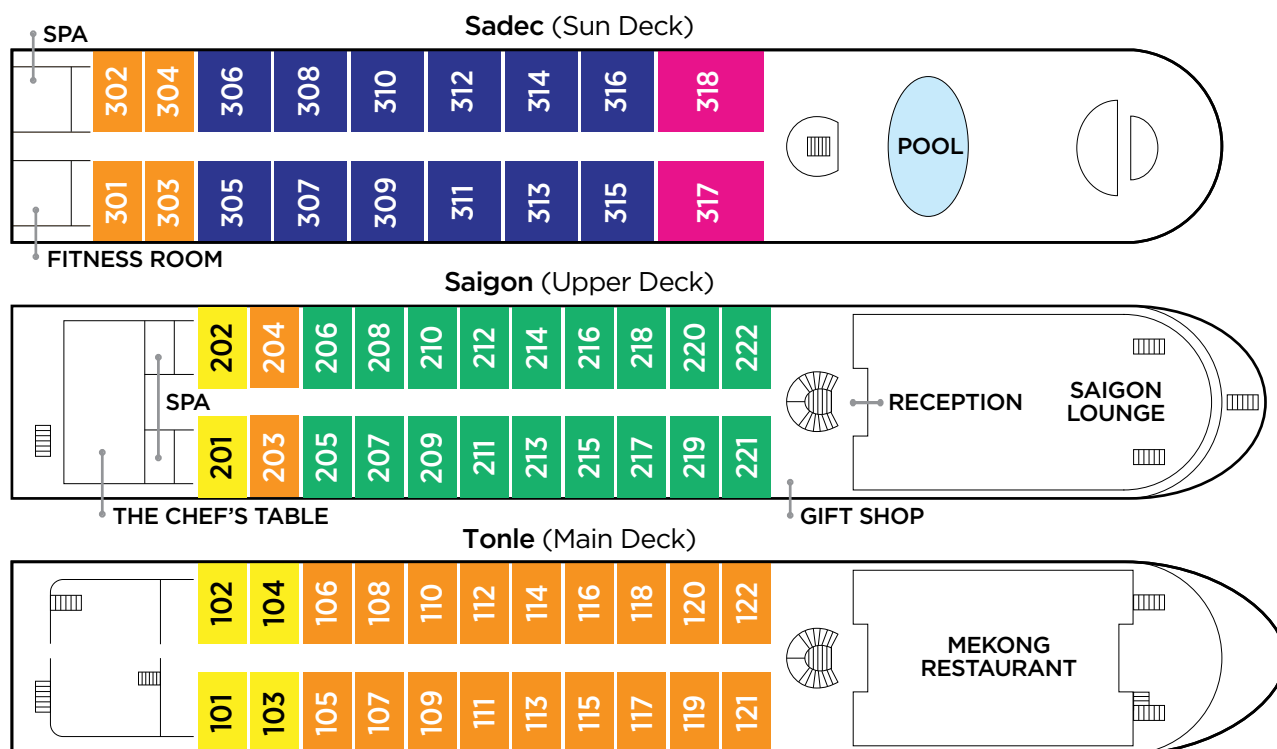 Sadec (Sun Deck)
SPA
302 304 306 308 310 312 314 316 318
POOL
301 303 305 307 309 311 313 315 317
FITNESS ROOM
Saigon (Upper Deck)
202 204 206 208 210 212 214 216 218 220 222
SPA
RECEPTION
SAIGON
LOUNGE
201 203 205 207 209 211 213 215 217 219 221
THE CHEF'S TABLE
GIFT SHOP
Tonle (Main Deck)
102 104 106 108 110 112 114 116 118 120 122
MEKONG
RESTAURANT
101 103 105 107 109 111 113 115 117 119 121